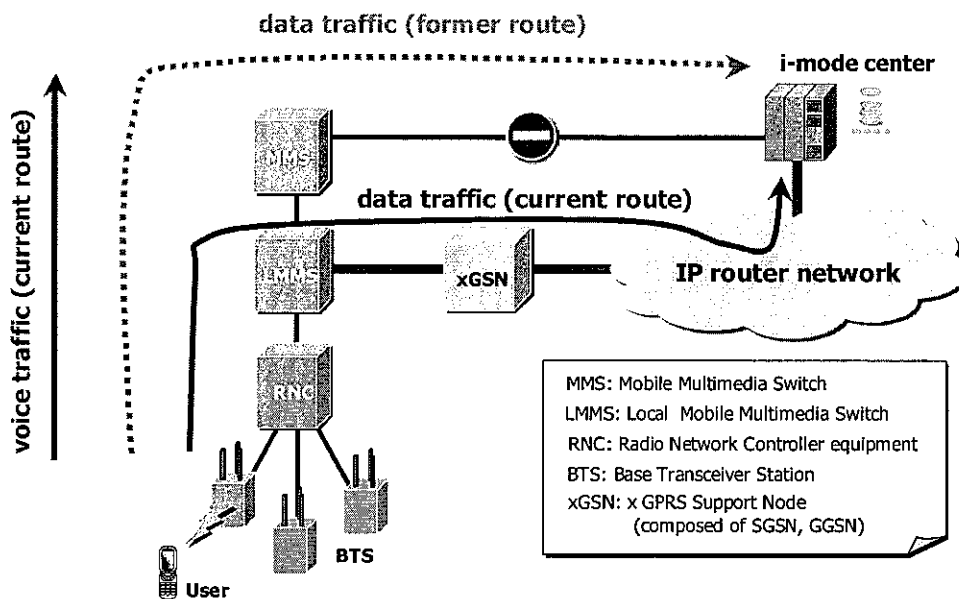 data traffic (former route)
i-mode center
voice traffic (current route)
MMS
data traffic (current route)
LMMS
xGSN
IP router network
RNC
BTS
User
MMS: Mobile Multimedia Switch
LMMS: Local Mobile Multimedia Switch
RNC: Radio Network Controller equipment
BTS: Base Transceiver Station
xGSN: x GPRS Support Node
(composed of SGSN, GGSN)